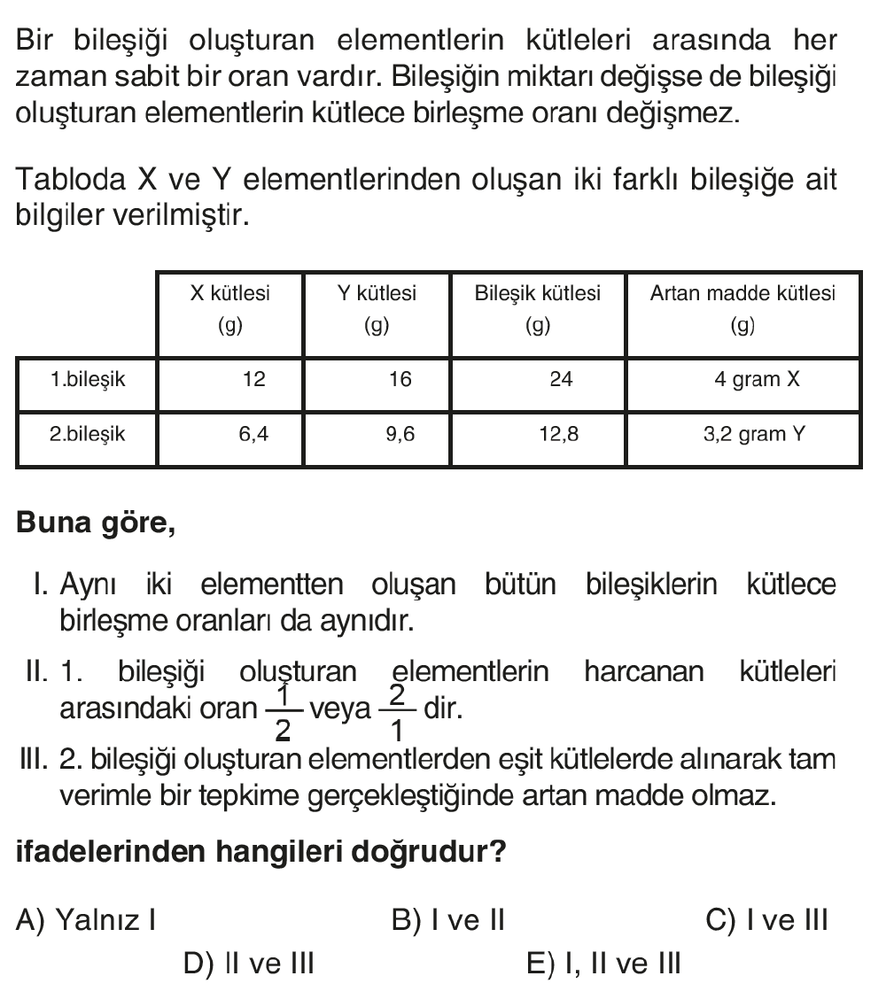 Bir bileşiği oluşturan elementlerin kütleleri arasında her
zaman sabit bir oran vardır. Bileşiğin miktarı değişse de bileşiği
oluşturan elementlerin kütlece birleşme oranı değişmez.
Tabloda X ve Y elementlerinden oluşan iki farklı bileşiğe ait
bilgiler verilmiştir.
X kütlesi (g) Y kütlesi (g) Bileşik kütlesi (g) Artan madde kütlesi (g)
1.bileşik 12 16 24 4 gram X
2.bileşik 6,4 9,6 12,8 3,2 gram Y
Buna göre,
I. Aynı iki elementten oluşan bütün bileşiklerin kütlece
birleşme oranları da aynıdır.
II. 1. bileşiği oluşturan elementlerin harcanan kütleleri
arasındaki oran 1/2 veya 2/1 dir.
III. 2. bileşiği oluşturan elementlerden eşit kütlelerde alınarak tam
verimle bir tepkime gerçekleştiğinde artan madde olmaz.
ifadelerinden hangileri doğrudur?
A) Yalnız I B) I ve II C) I ve III
D) II ve III E) I, II ve III